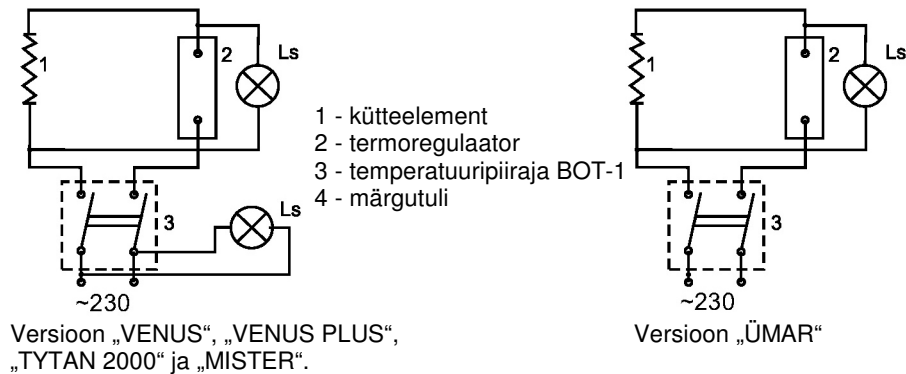 1
2
Ls
3
Ls
~230
Versioon „VENUS“, „VENUS PLUS“,
„TYTAN 2000“ ja „MISTER“.
1 - kütteelement
2 - termoregulaator
3 - temperatuuripiiraja BOT-1
4 - märgutuli
1
2
Ls
3
~230
Versioon „ÜMAR“